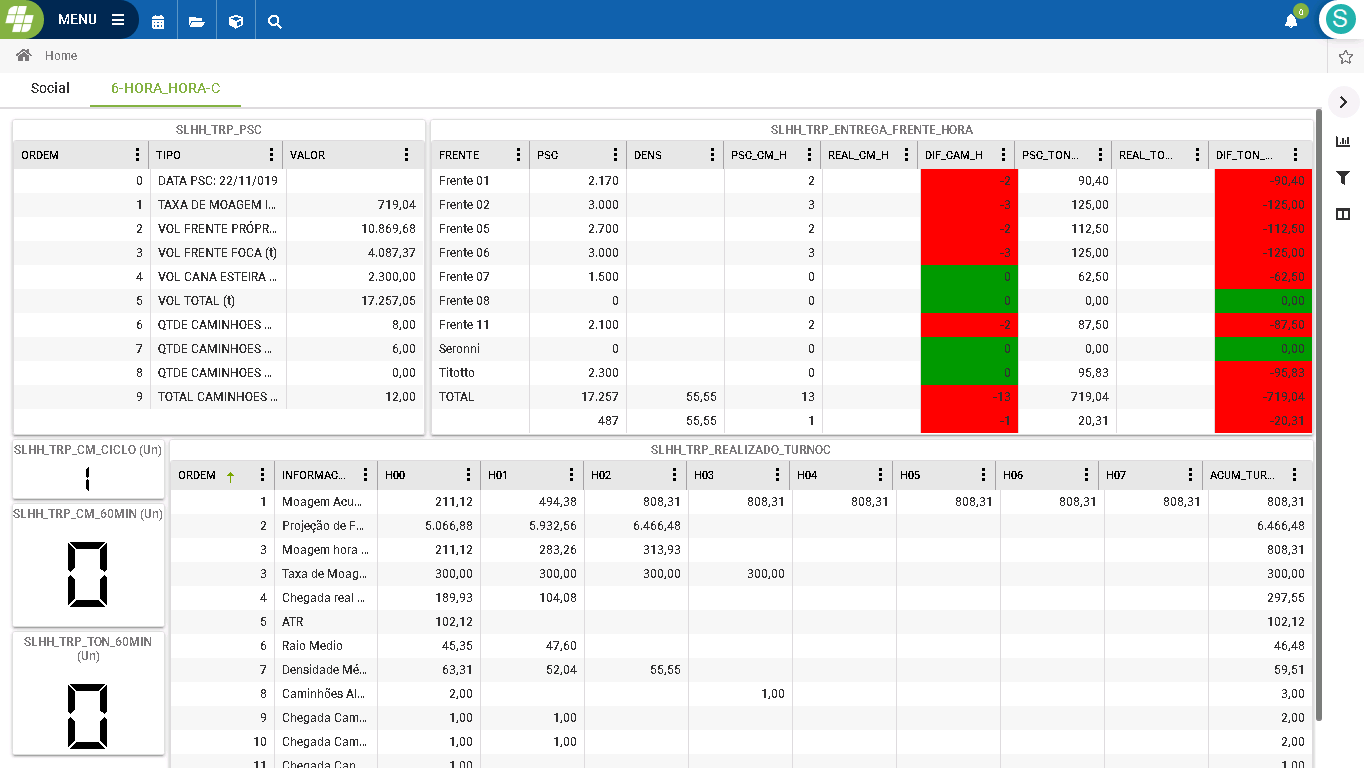 MENU
0
S
Home
Social 6-HORA_HORA-C
SLHH_TRP_PSC
ORDEM TIPO VALOR
0 DATA PSC: 22/11/019
1 TAXA DE MOAGEM I... 719,04
2 VOL FRENTE PRÓPR... 10.869,68
3 VOL FRENTE FOCA (t) 4.087,37
4 VOL CANA ESTEIRA ... 2.300,00
5 VOL TOTAL (t) 17.257,05
6 QTDE CAMINHOES ... 8,00
7 QTDE CAMINHOES ... 6,00
8 QTDE CAMINHOES ... 0,00
9 TOTAL CAMINHOES ... 12,00
SLHH_TRP_ENTREGA_FRENTE_HORA
FRENTE PSC DENS PSC_CM_H REAL_CM_H DIF_CAM_H PSC_TON... REAL_TO... DIF_TON_...
Frente 01 2.170 2 -2 90,40 -90,40
Frente 02 3.000 3 -3 125,00 -125,00
Frente 05 2.700 2 -2 112,50 -112,50
Frente 06 3.000 3 -3 125,00 -125,00
Frente 07 1.500 0 0 62,50 -62,50
Frente 08 0 0 0 0,00 0,00
Frente 11 2.100 2 -2 87,50 -87,50
Seronni 0 0 0 0,00 0,00
Titotto 2.300 0 0 95,83 -95,83
TOTAL 17.257 55,55 13 -13 719,04 -719,04
487 55,55 1 -1 20,31 -20,31
SLHH_TRP_CM_CICLO (Un)
1
SLHH_TRP_CM_60MIN (Un)
0
SLHH_TRP_TON_60MIN
(Un)
0
SLHH_TRP_REALIZADO_TURNOC
ORDEM INFORMAC... H00 H01 H02 H03 H04 H05 H06 H07 ACUM_TUR...
1 Moagem Acu... 211,12 494,38 808,31 808,31 808,31 808,31 808,31 808,31 808,31
2 Projeção de F... 5.066,88 5.932,56 6.466,48 6.466,48
3 Moagem hora ... 211,12 283,26 313,93 808,31
3 Taxa de Moag... 300,00 300,00 300,00 300,00 300,00
4 Chegada real ... 189,93 104,08 297,55
5 ATR 102,12 102,12
6 Raio Medio 45,35 47,60 46,48
7 Densidade Mé... 63,31 52,04 55,55 59,51
8 Caminhões Al... 2,00 1,00 3,00
9 Chegada Cam... 1,00 1,00 2,00
10 Chegada Cam... 1,00 1,00 2,00
11 Chegada Can... 1,00 1,00